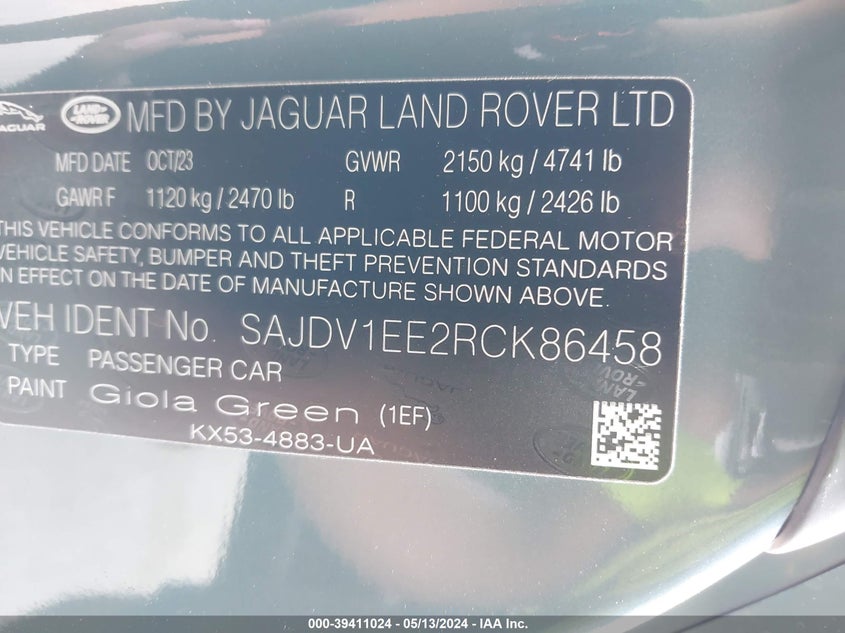 JAGUAR LAND ROVER MFD BY JAGUAR LAND ROVER LTD
MFD DATE OCT/23 GVWR 2150 kg / 4741 lb
GAWR F 1120 kg / 2470 lb R 1100 kg / 2426 lb
THIS VEHICLE CONFORMS TO ALL APPLICABLE FEDERAL MOTOR
VEHICLE SAFETY, BUMPER AND THEFT PREVENTION STANDARDS
IN EFFECT ON THE DATE OF MANUFACTURE SHOWN ABOVE.
VEH IDENT No. SAJDV1EE2RCK86458
TYPE PASSENGER CAR
PAINT Giola Green (1EF)
KX53-4883-UA
000-39411024 - 05/13/2024 - IAA Inc.